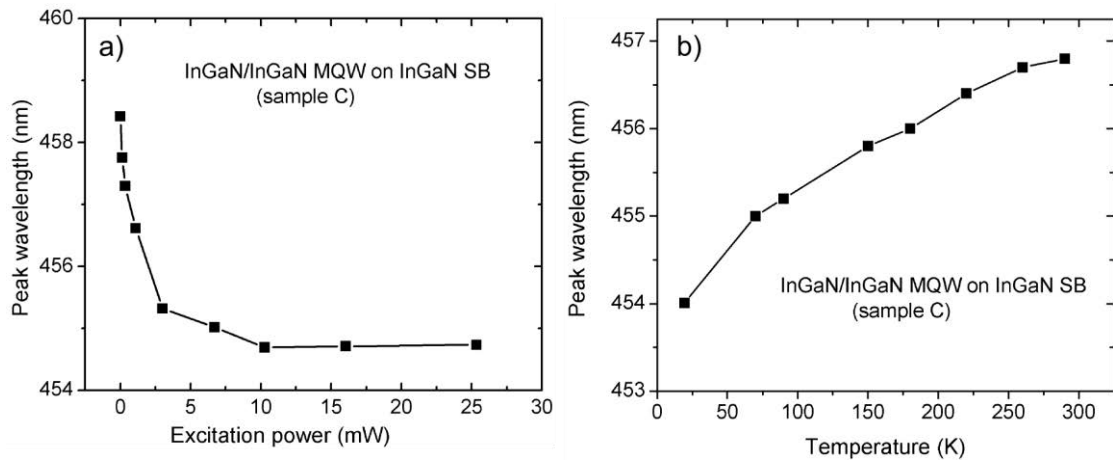 a)
InGaN/InGaN MQW on InGaN SB
(sample C)
Peak wavelength (nm)
460
458
456
454
0
5
10
15
20
25
30
Excitation power (mW)
b)
InGaN/InGaN MQW on InGaN SB
(sample C)
Peak wavelength (nm)
457
456
455
454
453
0
50
100
150
200
250
300
Temperature (K)